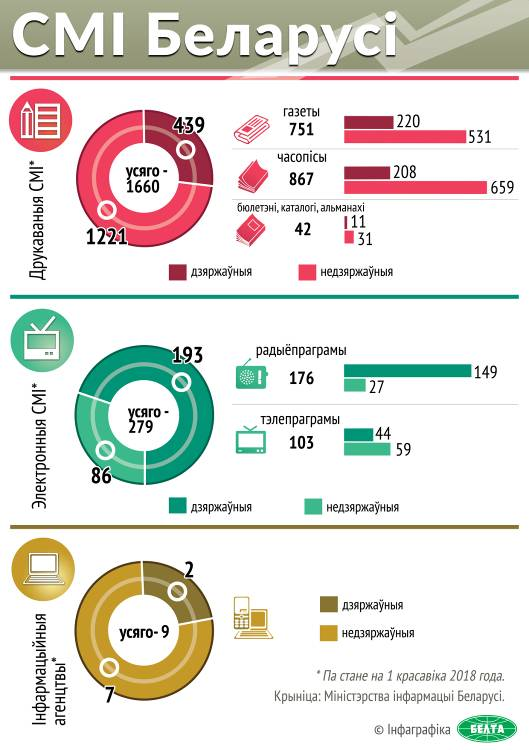 СМІ Беларусі
Друкаваныя СМІ*
439
усяго -
1660
1221
газеты
751
220
531
часопісы
867
208
659
бюлетэні, каталогі, альманахі
42
11
31
дзяржаўныя
недзяржаўныя
Электронныя СМІ*
193
усяго -
279
86
радыёпраграмы
176
149
27
тэлепраграмы
103
44
59
дзяржаўныя
недзяржаўныя
Інфармацыйныя
агенцтвы*
2
усяго- 9
7
дзяржаўныя
недзяржаўныя
* Па стане на 1 красавіка 2018 года.
Крыніца: Міністэрства інфармацыі Беларусі.
© Інфаграфіка БЕЛТА